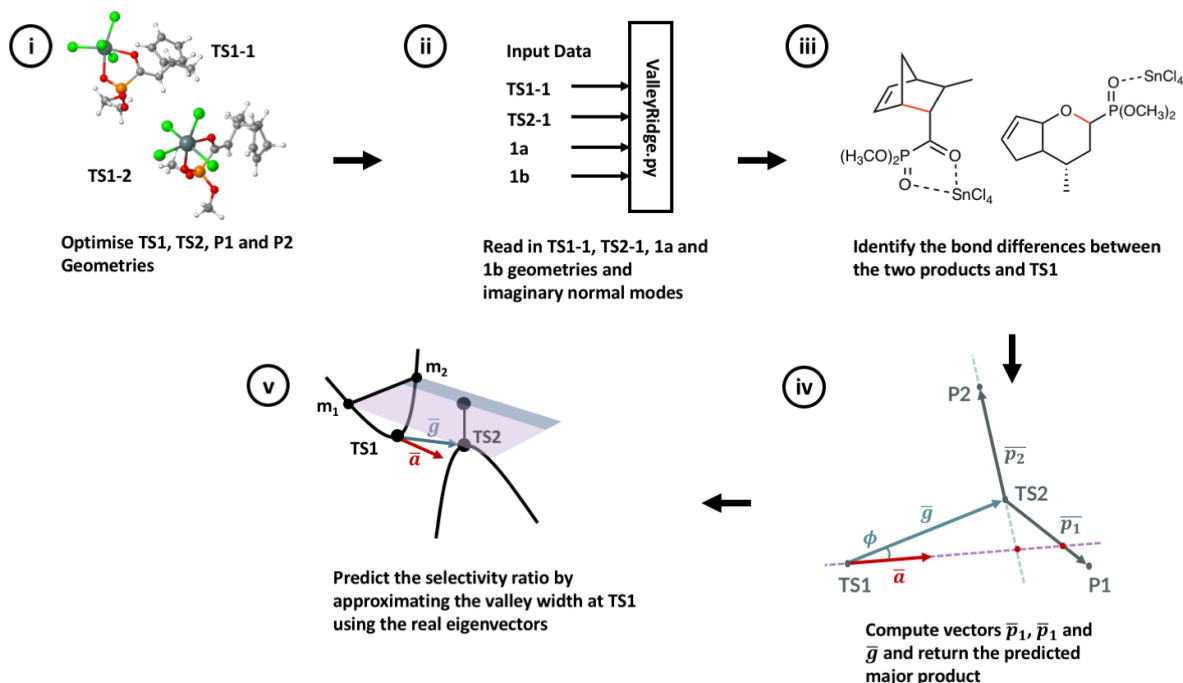 i
TS1-1
TS1-2
Optimise TS1, TS2, P1 and P2
Geometries
ii
Input Data
TS1-1
TS2-1
1a
1b
ValleyRidge.py
Read in TS1-1, TS2-1, 1a and
1b geometries and
imaginary normal modes
iii
(H₃CO)₂P
O
O
SnCl₄
O
SnCl₄
O
P(OCH₃)₂
Identify the bond differences between
the two products and TS1
iv
P2
p̅₂
TS2
g̅
p̅₁
ϕ
a̅
TS1
P1
Compute vectors p̅₁, p̅₁ and
g̅ and return the predicted
major product
v
m₂
m₁
g̅
TS2
TS1
a̅
Predict the selectivity ratio by
approximating the valley width at TS1
using the real eigenvectors